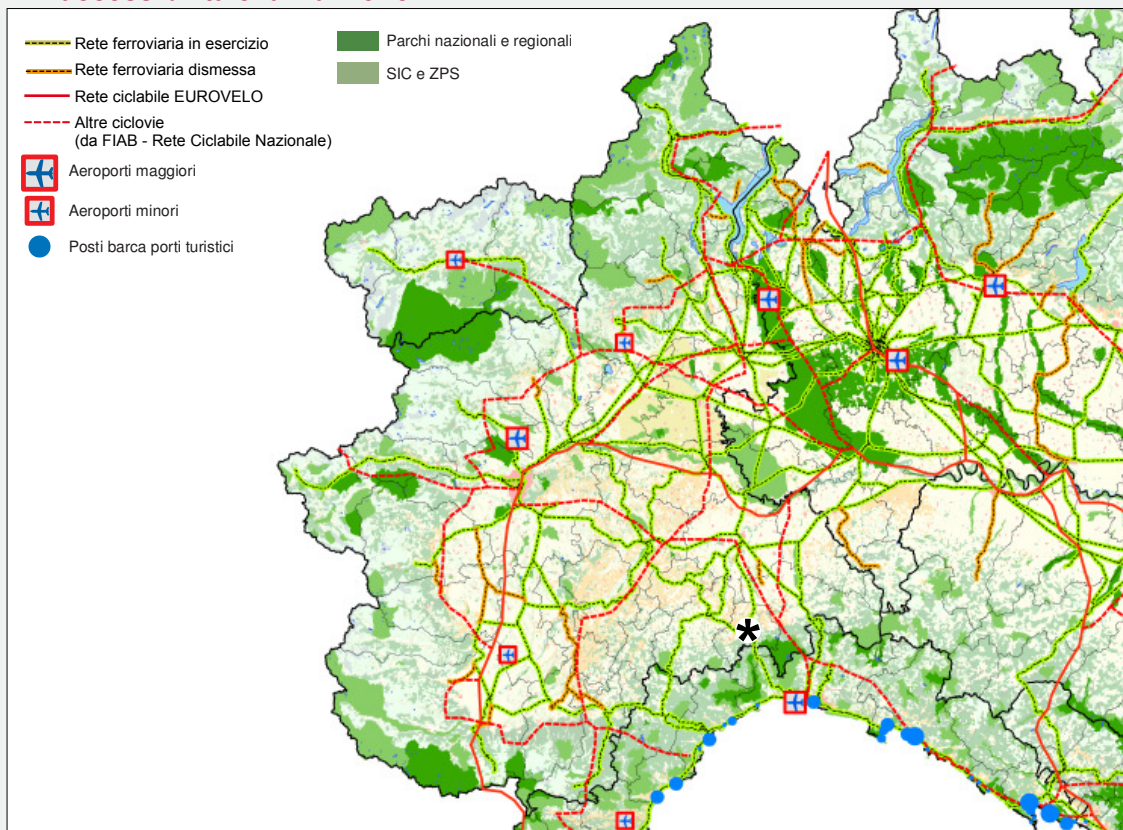 Rete ferroviaria in esercizio
Rete ferroviaria dismessa
Rete ciclabile EUROVELO
Altre ciclovie
(da FIAB - Rete Ciclabile Nazionale)
Aeroporti maggiori
Aeroporti minori
Posti barca porti turistici
Parchi nazionali e regionali
SIC e ZPS
*